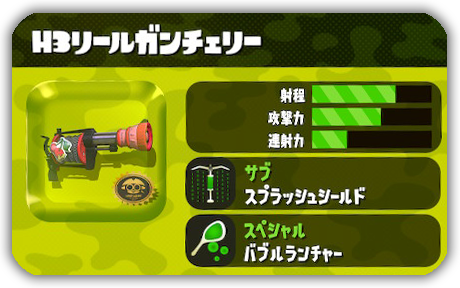 H3リールガンチェリー
射程
攻撃力
連射力
サブ
スプラッシュシールド
スペシャル
バブルランチャー